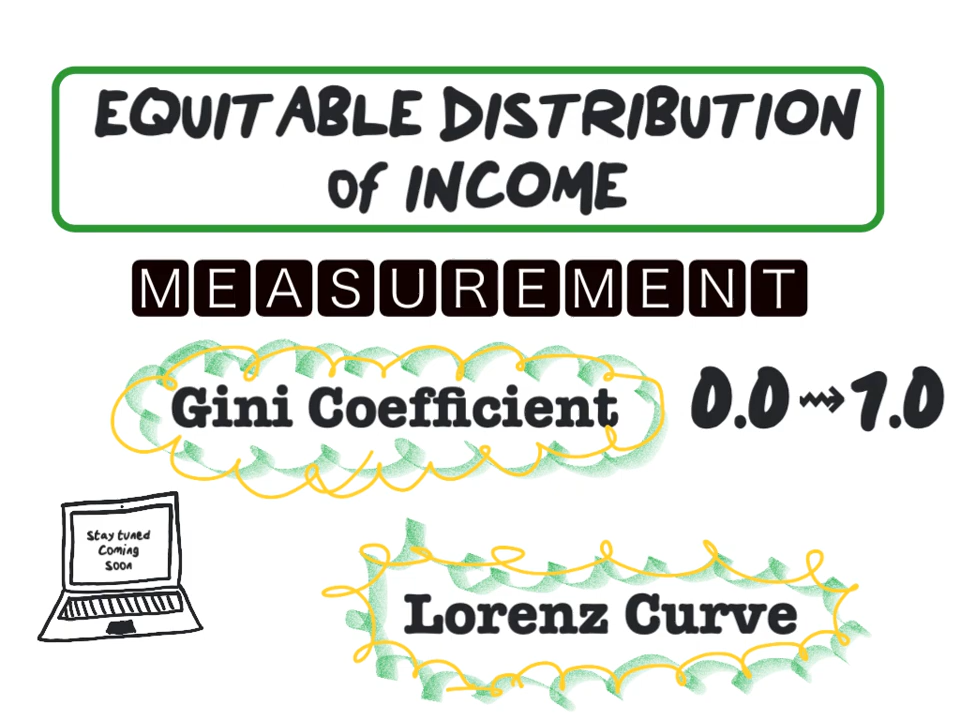 EQUITABLE DISTRIBUTION
of INCOME
MEASUREMENT
Gini Coefficient 0.0 ⇝ 1.0
Stay tuned
Coming
Soon
Lorenz Curve